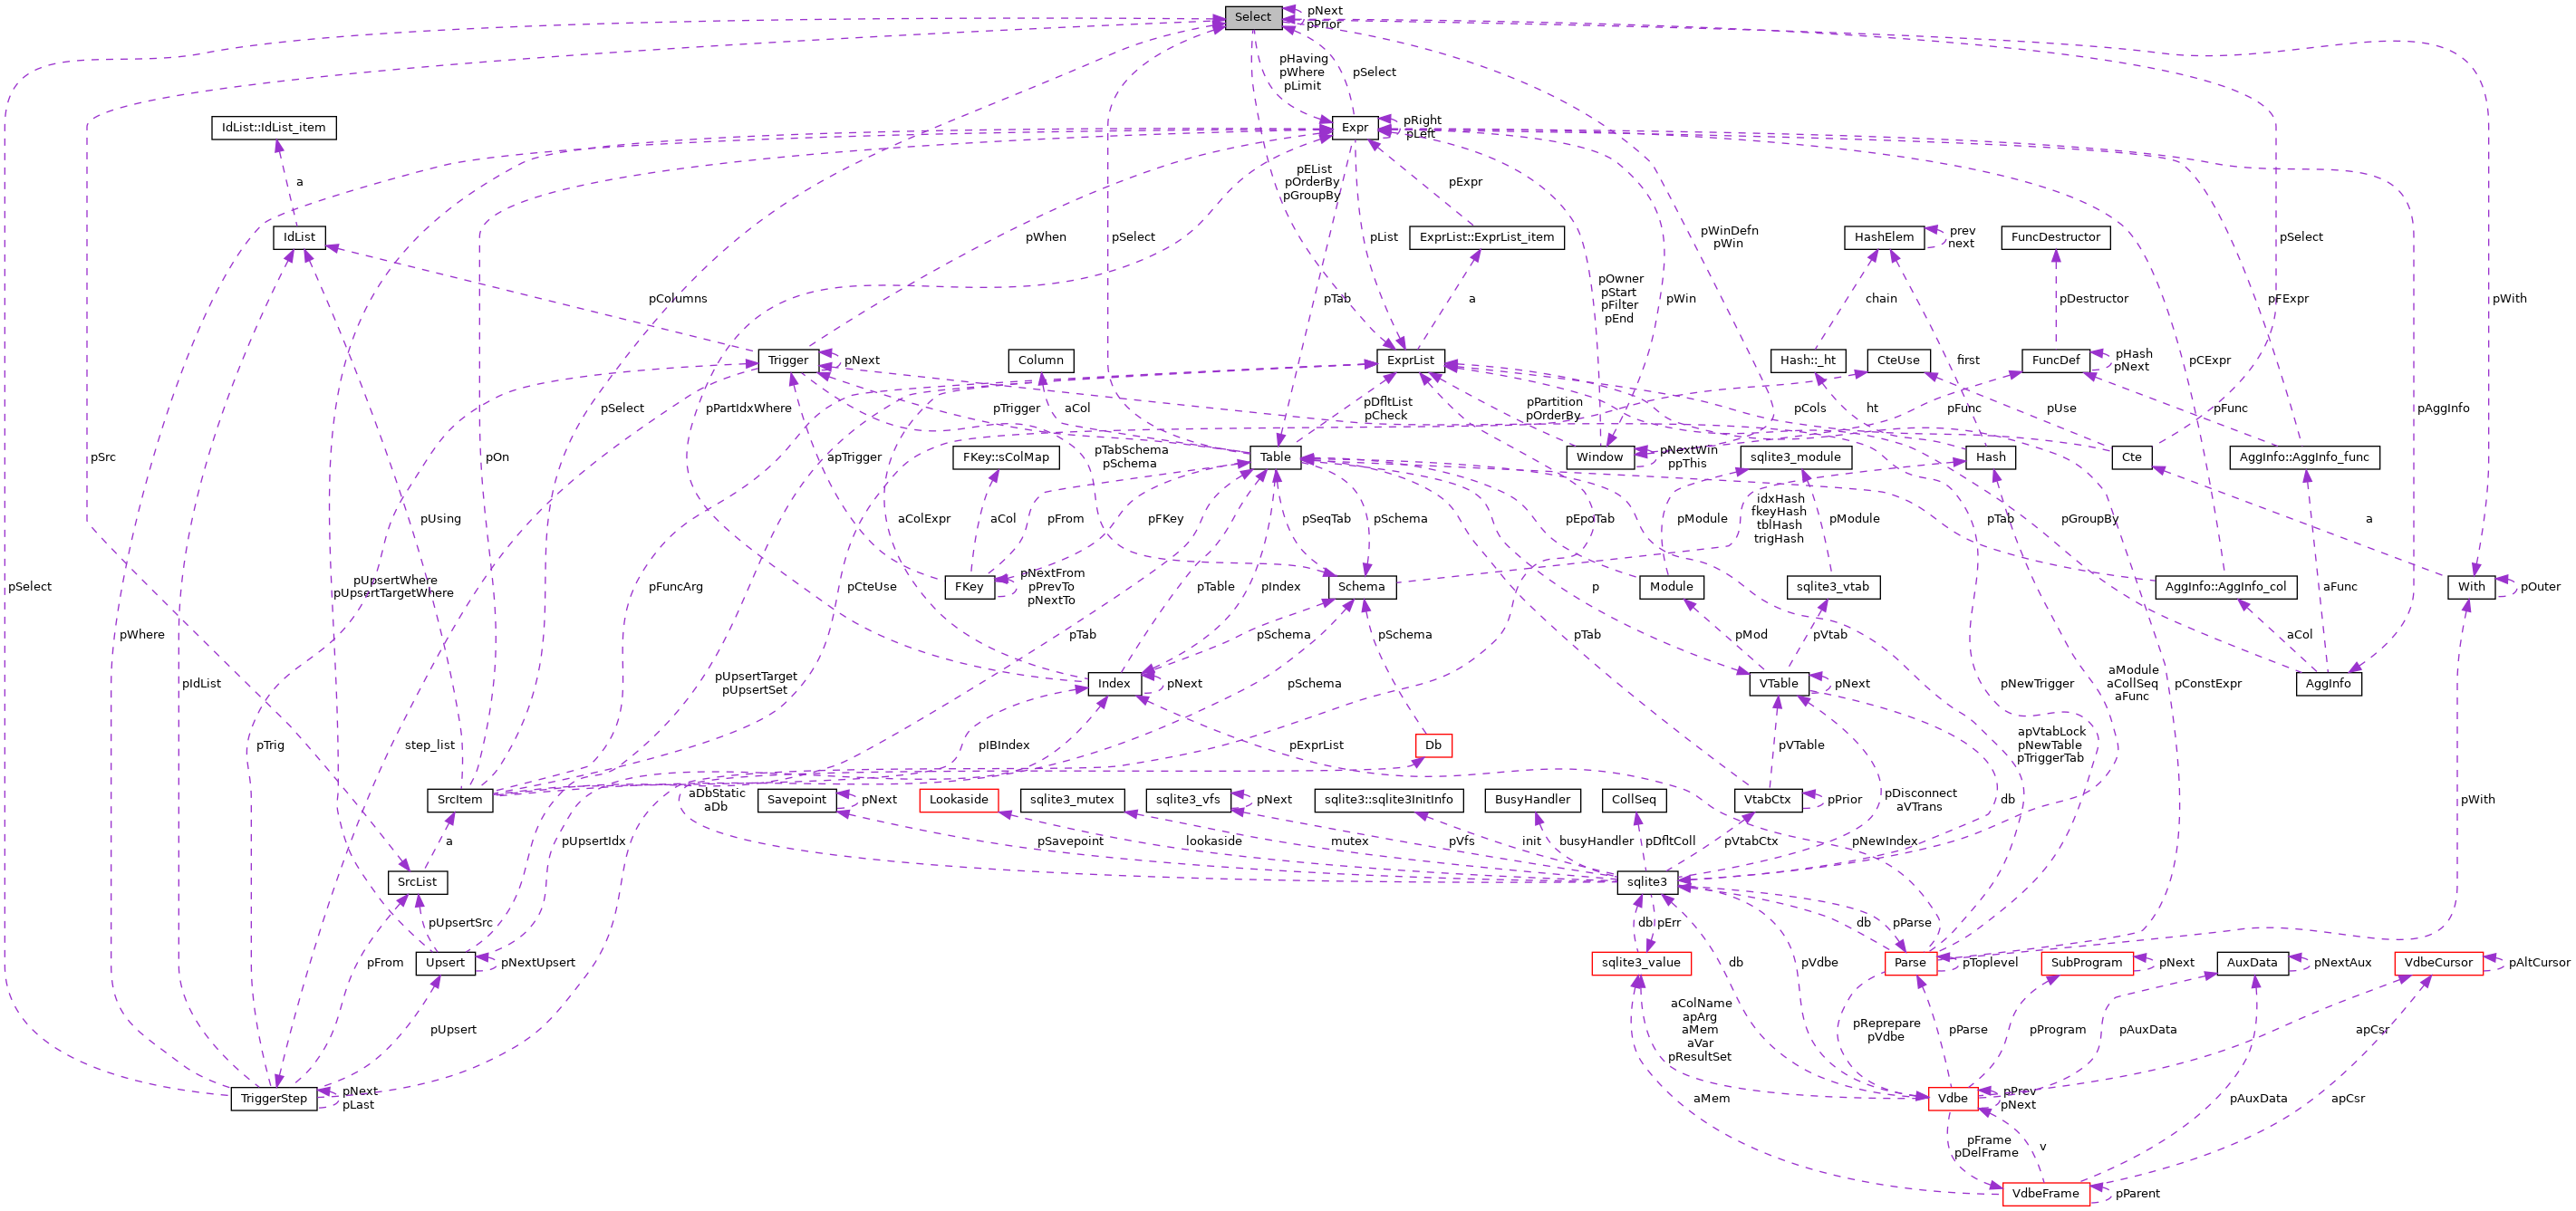 Select
pNext
pPrior
pHaving
pWhere
pLimit
pSelect
IdList::IdList_item
Expr
pRight
pLeft
a
pEList
pOrderBy
pGroupBy
pExpr
IdList
pWhen
pSelect
pList
ExprList::ExprList_item
pWinDefn
pWin
HashElem
prev
next
FuncDestructor
pSelect
pColumns
pTab
a
pOwner
pStart
pFilter
pEnd
pWin
chain
pDestructor
pFExpr
pWith
Trigger
pNext
Column
ExprList
Hash::_ht
CteUse
first
FuncDef
pHash
pNext
pCExpr
pSelect
pPartIdxWhere
pTrigger
aCol
pDfltList
pCheck
pPartition
pOrderBy
pCols
ht
pFunc
pUse
pFunc
pAggInfo
pSrc
pOn
apTrigger
FKey::sColMap
pTabSchema
pSchema
Table
Window
pNextWin
ppThis
sqlite3_module
Hash
Cte
AggInfo::AggInfo_func
pUsing
aColExpr
aCol
pFrom
pFKey
pSeqTab
pSchema
pEpoTab
pModule
idxHash
fkeyHash
tblHash
trigHash
pModule
pTab
pGroupBy
a
pSelect
pUpsertWhere
pUpsertTargetWhere
pFuncArg
pCteUse
FKey
pNextFrom
pPrevTo
pNextTo
pTable
pIndex
Schema
p
Module
sqlite3_vtab
AggInfo::AggInfo_col
aFunc
With
pOuter
pWhere
pTab
pSchema
pSchema
pTab
pMod
pVtab
aCol
pIdList
pUpsertTarget
pUpsertSet
Index
pNext
pSchema
VTable
pNext
pNewTrigger
aModule
aCollSeq
aFunc
pConstExpr
AggInfo
pTrig
step_list
pIBIndex
pExprList
Db
pVTable
apVtabLock
pNewTable
pTriggerTab
SrcItem
aDbStatic
aDb
Savepoint
pNext
Lookaside
sqlite3_mutex
sqlite3_vfs
pNext
sqlite3::sqlite3InitInfo
BusyHandler
CollSeq
VtabCtx
pPrior
pDisconnect
aVTrans
db
pWith
a
pUpsertIdx
pSavepoint
lookaside
mutex
pVfs
init
busyHandler
pDfltColl
pVtabCtx
pNewIndex
SrcList
sqlite3
pUpsertSrc
db
pErr
db
pParse
pFrom
Upsert
pNextUpsert
sqlite3_value
db
pVdbe
Parse
pToplevel
SubProgram
pNext
AuxData
pNextAux
VdbeCursor
pAltCursor
pUpsert
aColName
apArg
aMem
aVar
pResultSet
pReprepare
pVdbe
pParse
pProgram
pAuxData
apCsr
TriggerStep
pNext
pLast
aMem
Vdbe
pPrev
pNext
pAuxData
apCsr
pFrame
pDelFrame
v
VdbeFrame
pParent